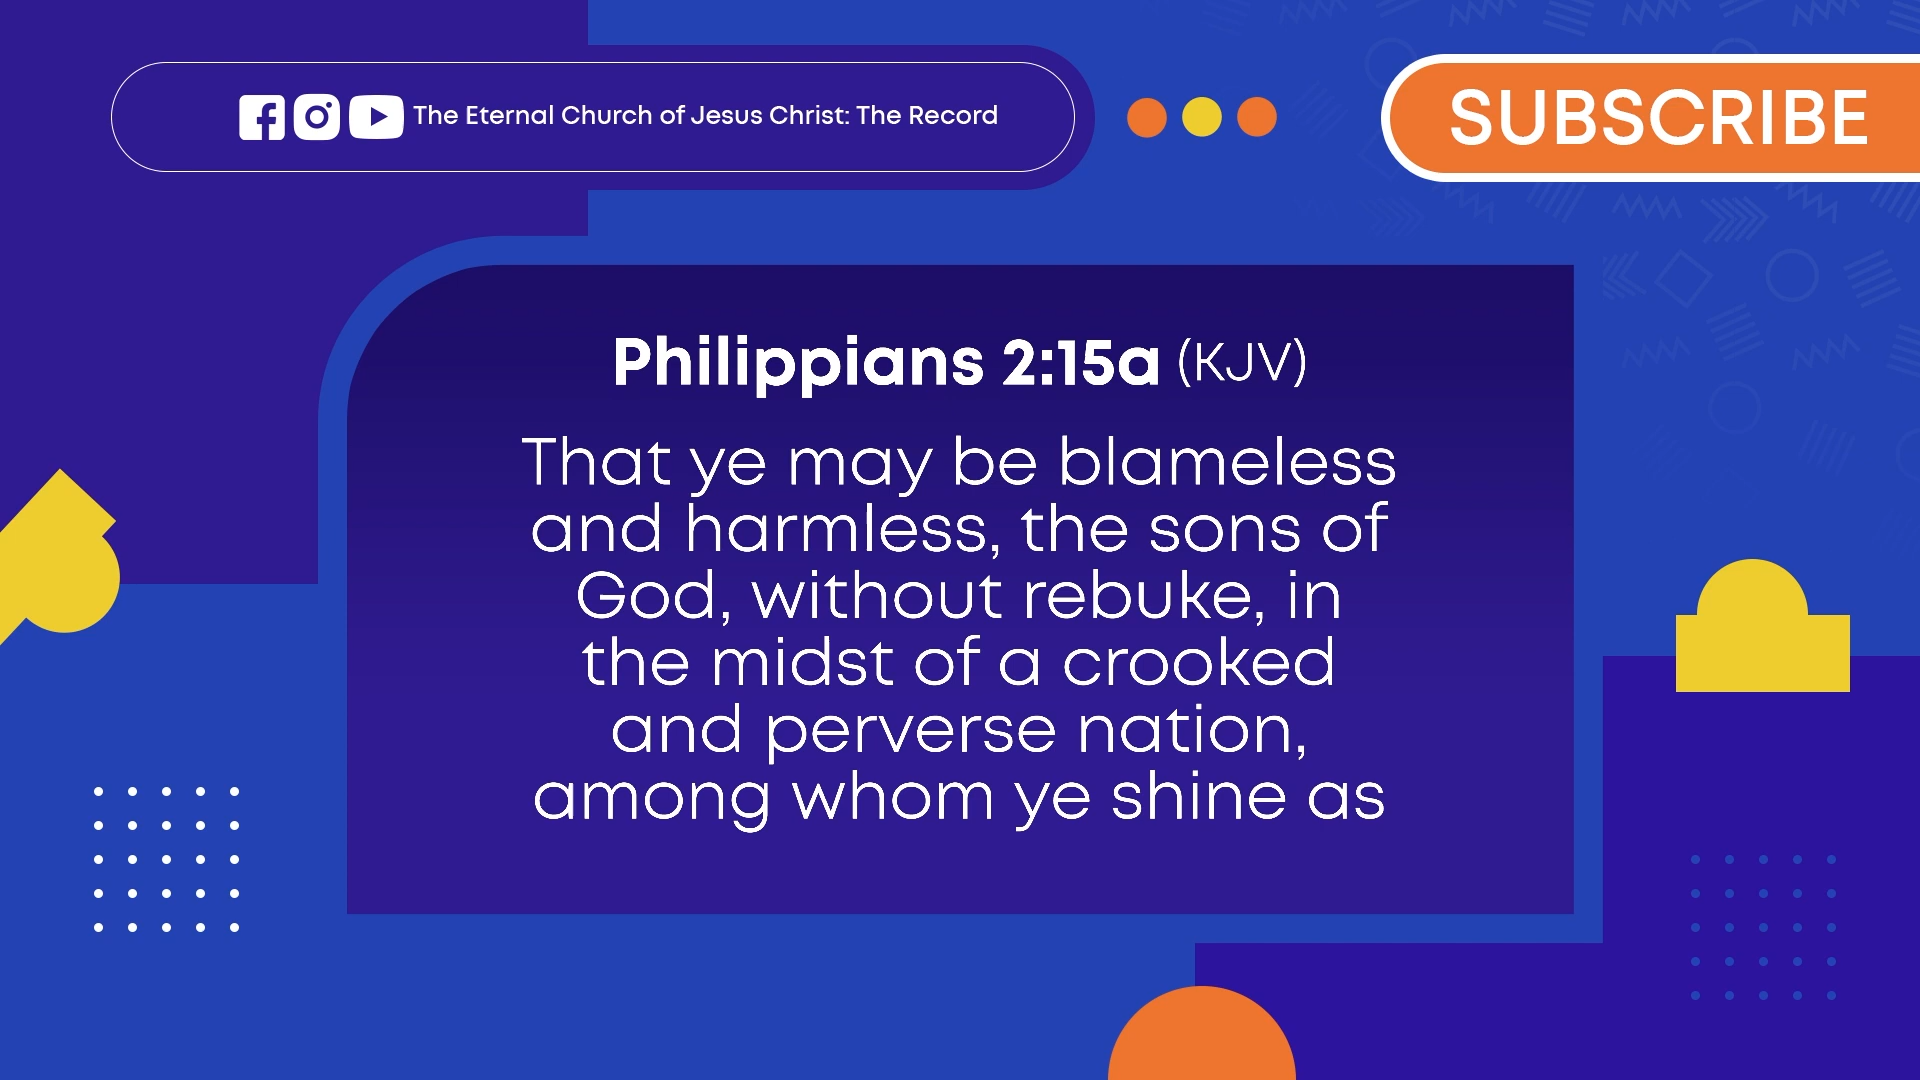 The Eternal Church of Jesus Christ: The Record
SUBSCRIBE
Philippians 2:15a (KJV)
That ye may be blameless
and harmless, the sons of
God, without rebuke, in
the midst of a crooked
and perverse nation,
among whom ye shine as